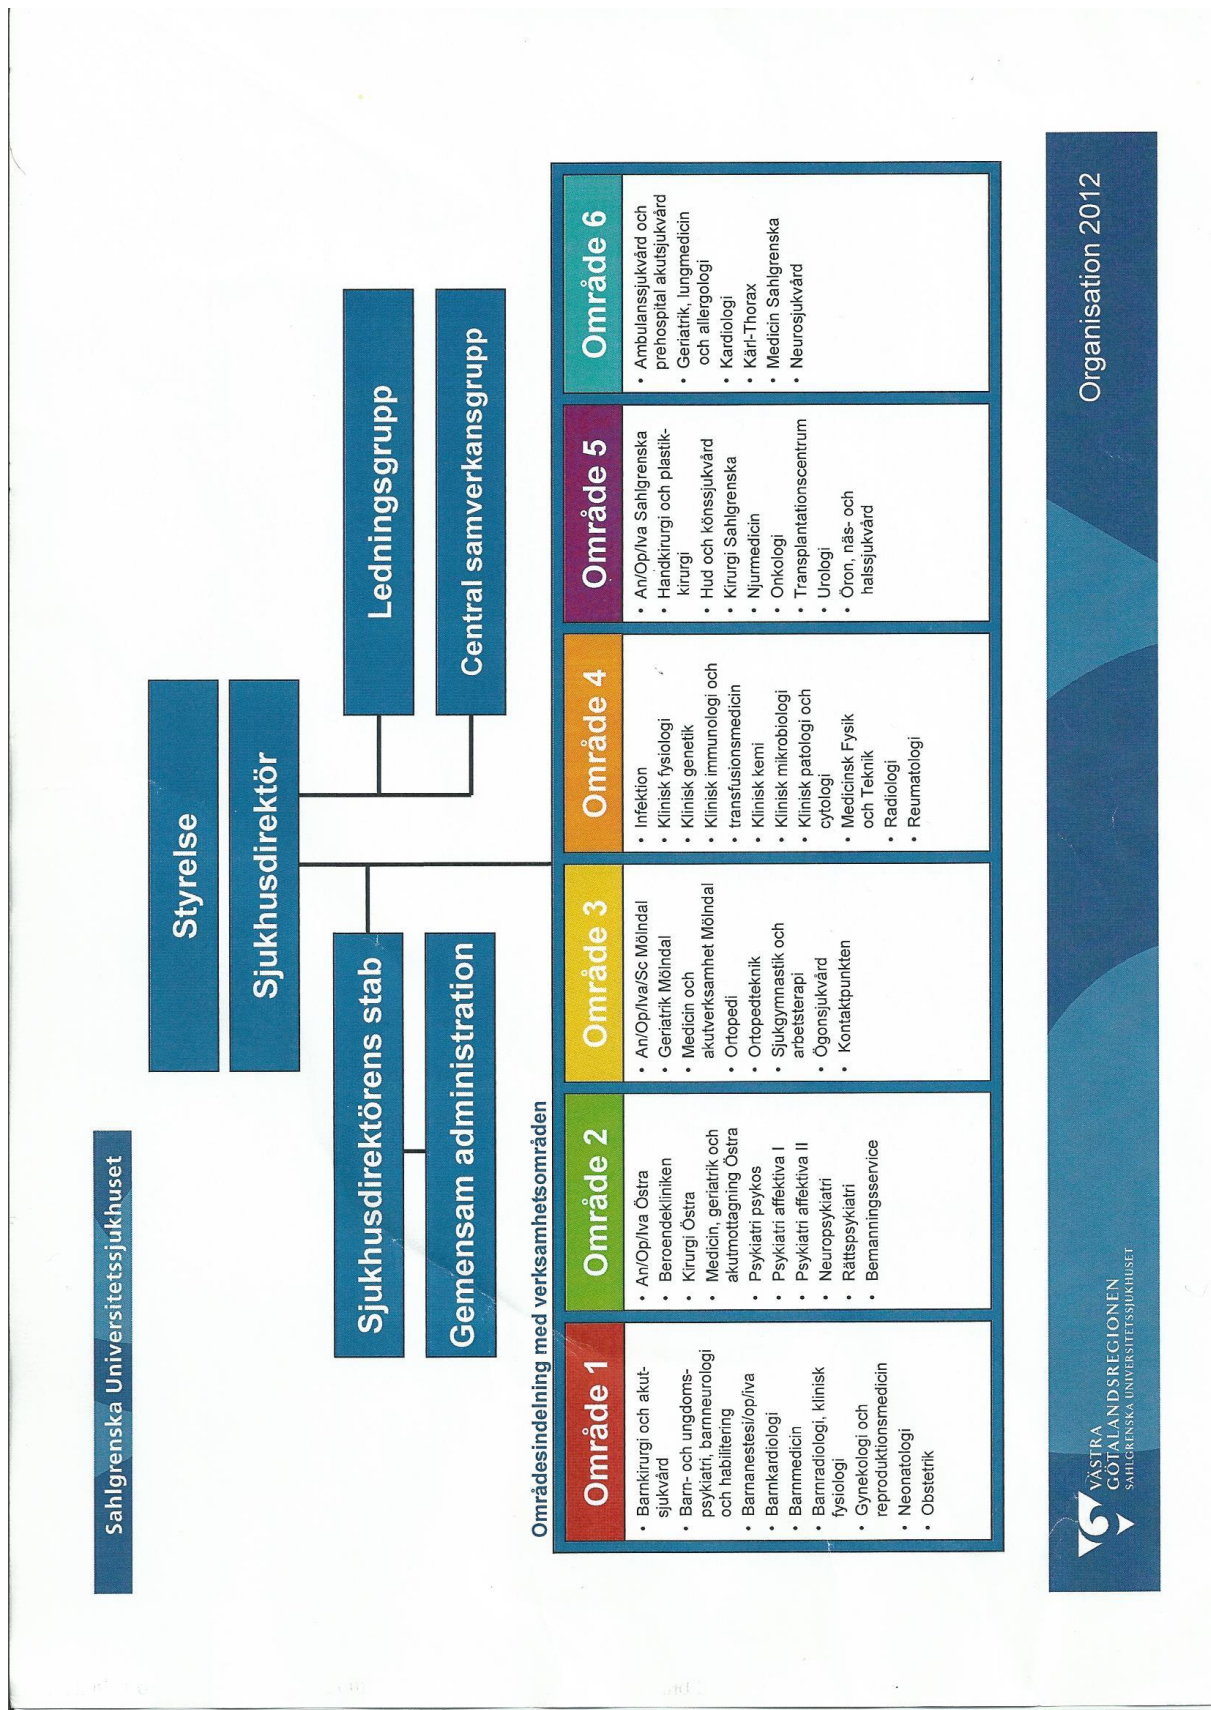 Sahlgrenska Universitetssjukhuset
Styrelse
Sjukhusdirektör
Ledningsgrupp
Central samverkansgrupp
Sjukhusdirektörens stab
Gemensam administration
Områdesindelning med verksamhetsområden
Område 1
• Barnkirurgi och akut-
sjukvård
• Barn- och ungdoms-
psykiatri, barnneurologi
och habilitering
• Barnanestesi/op/iva
• Barnkardiologi
• Barnmedicin
• Barnradiologi, klinisk
fysiologi
• Gynekologi och
reproduktionsmedicin
• Neonatologi
• Obstetrik
Område 2
• An/Op/Iva Östra
• Beroendekliniken
• Kirurgi Östra
• Medicin, geriatrik och
akutmottagning Östra
• Psykiatri psykos
• Psykiatri affektiva I
• Psykiatri affektiva II
• Neuropsykiatri
• Rättspsykiatri
• Bemanningsservice
Område 3
• An/Op/Iva/Sc Mölndal
• Geriatrik Mölndal
• Medicin och
akutverksamhet Mölndal
• Ortopedi
• Ortopedteknik
• Sjukgymnastik och
arbetsterapi
• Ögonsjukvård
• Kontaktpunkten
Område 4
• Infektion
• Klinisk fysiologi
• Klinisk genetik
• Klinisk immunologi och
• transfusionsmedicin
• Klinisk kemi
• Klinisk mikrobiologi
• Klinisk patologi och
cytologi
• Medicinsk Fysik
och Teknik
• Radiologi
• Reumatologi
Område 5
• An/Op/Iva Sahlgrenska
• Handkirurgi och plastik-
kirurgi
• Hud och könssjukvård
• Kirurgi Sahlgrenska
• Njurmedicin
• Onkologi
• Transplantationscentrum
• Urologi
• Öron, näs- och
halssjukvård
Område 6
• Ambulanssjukvård och
prehospital akutsjukvård
• Geriatrik, lungmedicin
och allergologi
• Kardiologi
• Kärl-Thorax
• Medicin Sahlgrenska
• Neurosjukvård
VÄSTRA
GÖTALANDSREGIONEN
SAHLGRENSKA UNIVERSITETSSJUKHUSET
Organisation 2012